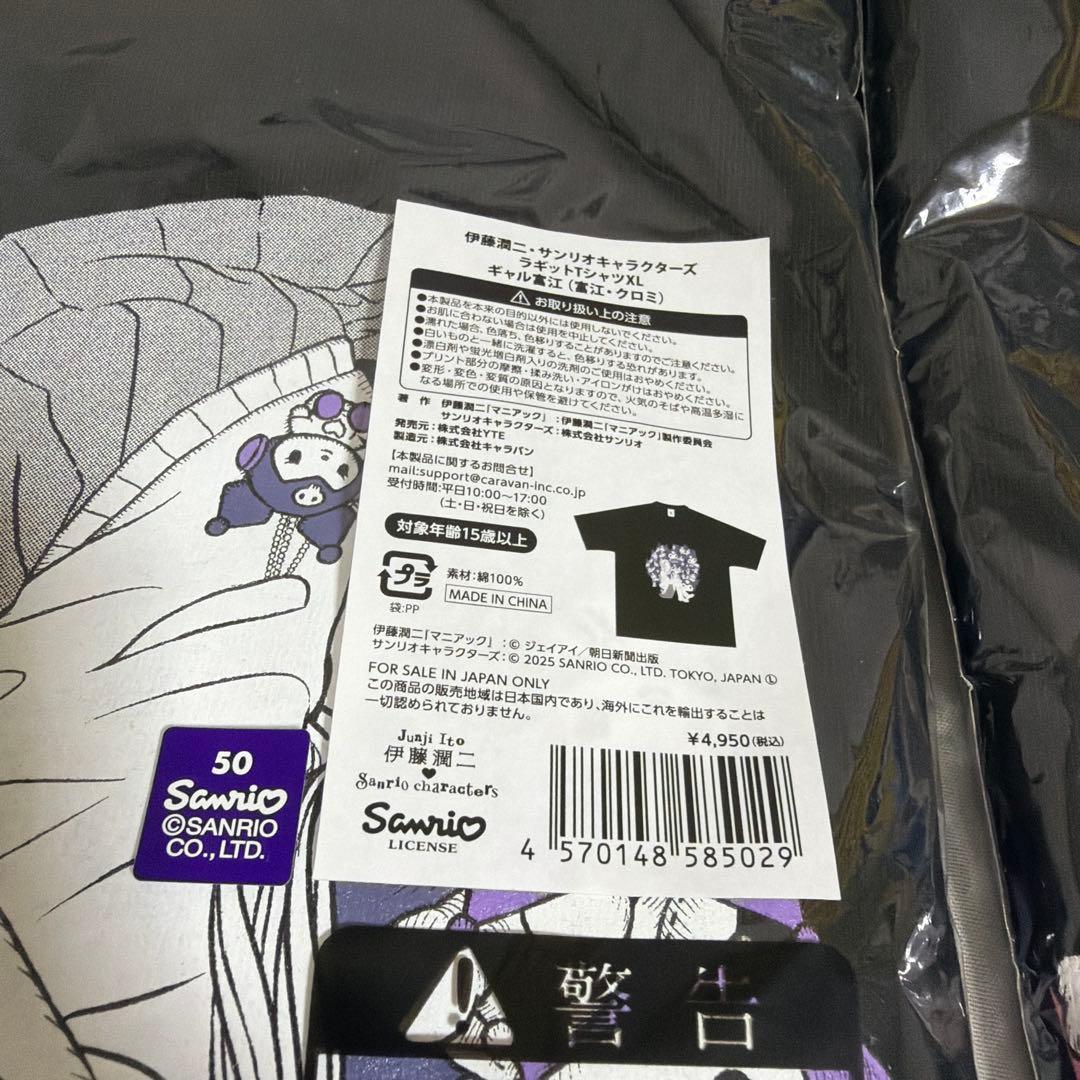 伊藤潤二・サンリオキャラクターズ
ラギットTシャツXL
ギャル富江（富江・クロミ）
お取り扱い上の注意
●本製品を本来の目的以外には使用しないでください。
●お肌に合わない場合は使用を中止してください。
●濡れた場合、色落ち、色移りすることがありますのでご注意ください。
●白いものと一緒に洗濯すると、色移りする恐れがあります。
●漂白剤や蛍光増白剤入りの洗剤のご使用はおやめください。
●プリント部分の摩擦・揉み洗い・アイロンがけはおやめください。
●変形・変色・変質の原因となりますので、火気のそばや高温多湿に
なる場所での使用や保管を避けてください。
著 作 伊藤潤二『マニアック』：伊藤潤二『マニアック』製作委員会
サンリオキャラクターズ：株式会社サンリオ
発売元：株式会社YTE
製造元：株式会社キャラバン
【本製品に関するお問合せ】
mail:support@caravan-inc.co.jp
受付時間:平日10:00～17:00
（土・日・祝日を除く）
対象年齢15歳以上
プラ
袋:PP
素材：綿100%
MADE IN CHINA
伊藤潤二『マニアック』：© ジェイアイ／朝日新聞出版
サンリオキャラクターズ：© 2025 SANRIO CO., LTD. TOKYO, JAPAN Ⓛ
FOR SALE IN JAPAN ONLY
この商品の販売地域は日本国内であり、海外にこれを輸出することは
一切認められておりません。
¥4,950(税込)
Junji Ito
伊藤潤二
Sanrio characters
Sanrio
LICENSE
4 570148 585029
50
Sanrio
©SANRIO
CO., LTD.
警告